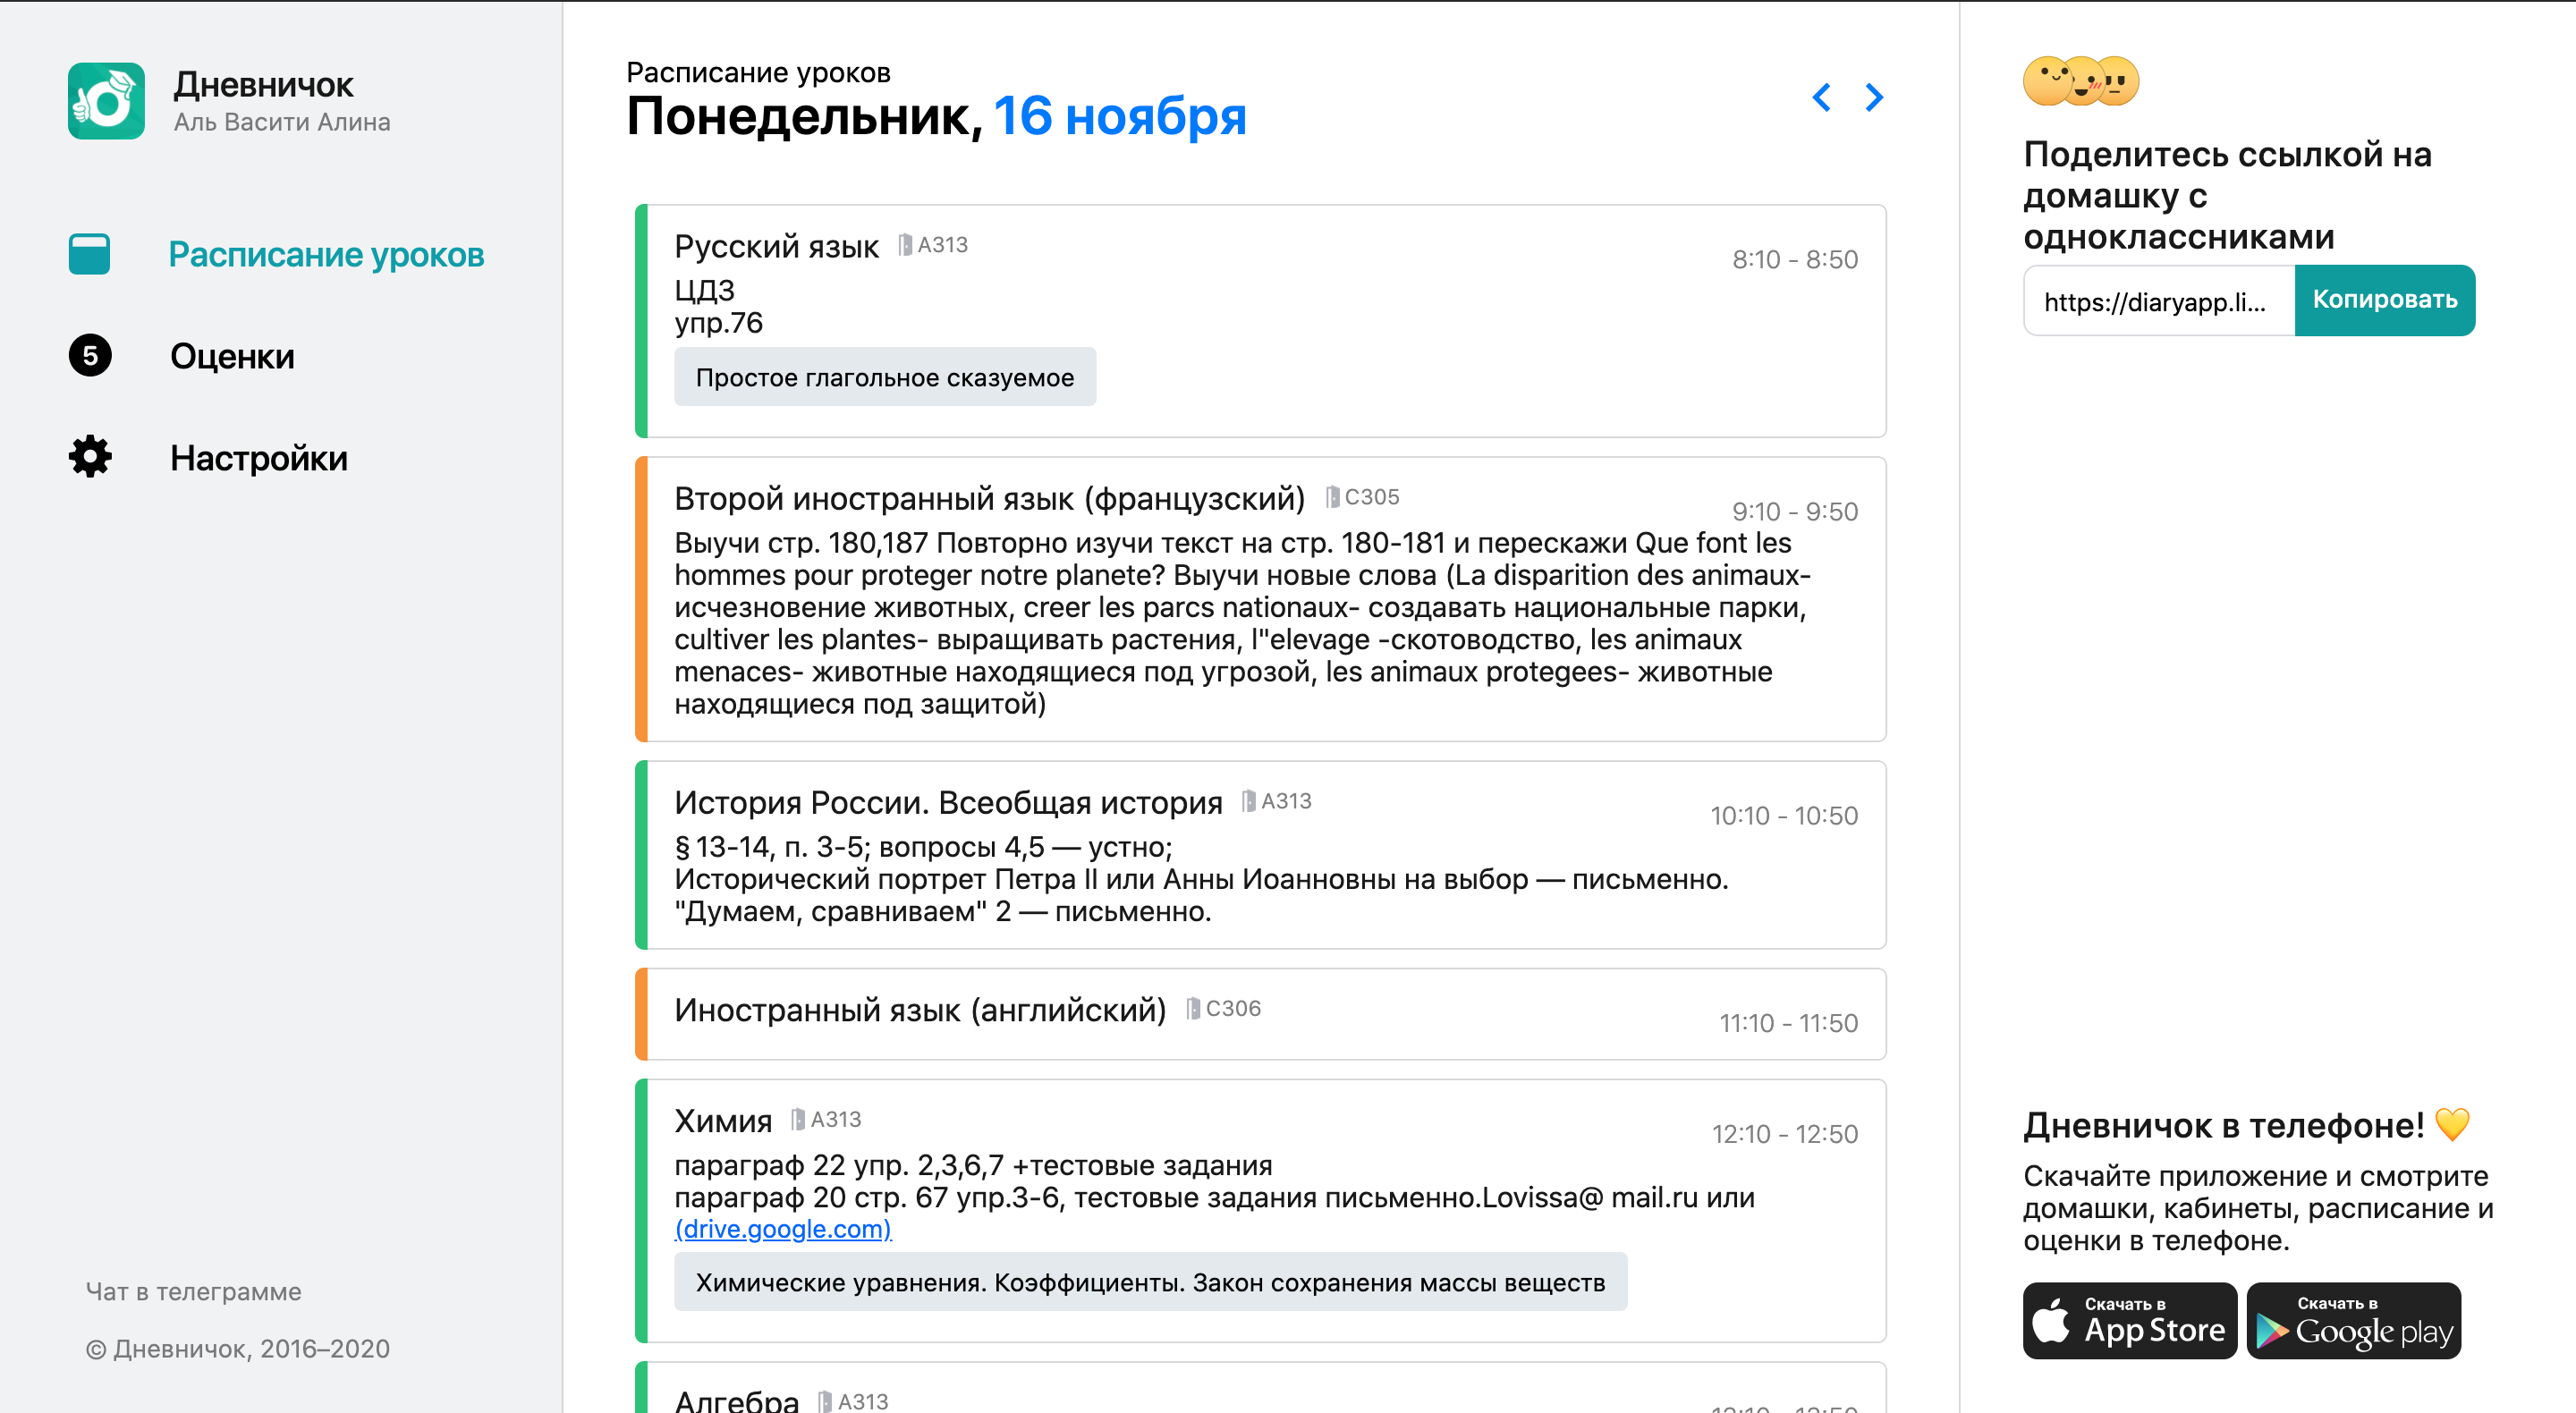 Дневничок
Аль Васити Алина
Расписание уроков
5 Оценки
Настройки
Чат в телеграмме
© Дневничок, 2016–2020
Расписание уроков
Понедельник, 16 ноября
Русский язык A313
8:10 - 8:50
ЦДЗ
упр.76
Простое глагольное сказуемое
Второй иностранный язык (французский) C305
9:10 - 9:50
Выучи стр. 180,187 Повторно изучи текст на стр. 180-181 и перескажи Que font les
hommes pour proteger notre planete? Выучи новые слова (La disparition des animaux-
исчезновение животных, creer les parcs nationaux- создавать национальные парки,
cultiver les plantes- выращивать растения, l"elevage -скотоводство, les animaux
menaces- животные находящиеся под угрозой, les animaux protegees- животные
находящиеся под защитой)
История России. Всеобщая история A313
10:10 - 10:50
§ 13-14, п. 3-5; вопросы 4,5 — устно;
Исторический портрет Петра II или Анны Иоанновны на выбор — письменно.
"Думаем, сравниваем" 2 — письменно.
Иностранный язык (английский) C306
11:10 - 11:50
Химия A313
12:10 - 12:50
параграф 22 упр. 2,3,6,7 +тестовые задания
параграф 20 стр. 67 упр.3-6, тестовые задания письменно.Lovissa@ mail.ru или
(drive.google.com)
Химические уравнения. Коэффициенты. Закон сохранения массы веществ
Алгебра A313
13:10 - 13:50
Поделитесь ссылкой на
домашку с
одноклассниками
https://diaryapp.li...
Копировать
Дневничок в телефоне!
Скачайте приложение и смотрите
домашки, кабинеты, расписание и
оценки в телефоне.
Скачать в
App Store
Скачать в
Google play